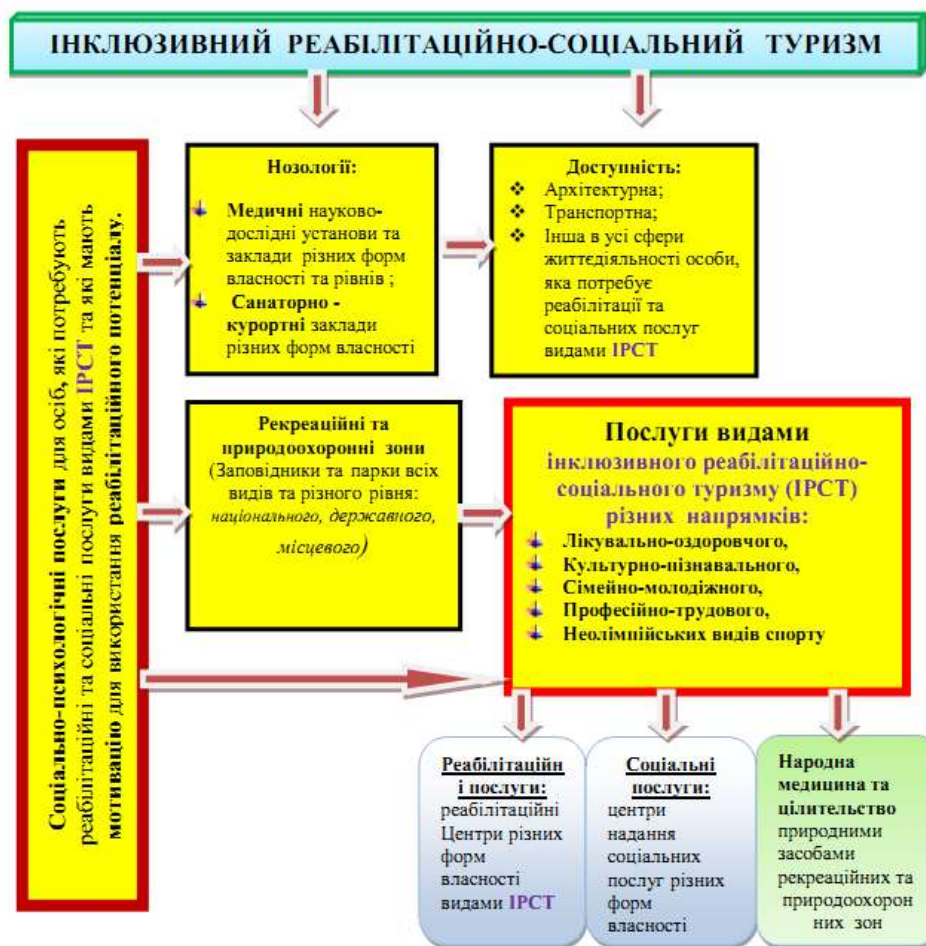 ІНКЛЮЗИВНИЙ РЕАБІЛІТАЦІЙНО-СОЦІАЛЬНИЙ ТУРИЗМ
Соціально-психологічні послуги для осіб, які потребують
реабілітаційні та соціальні послуги видами ІРСТ та які мають
мотивацію для використання реабілітаційного потенціалу.
Нозології:
Медичні науково-
дослідні установи та
заклади різних форм
власності та рівнів ;
Санаторно -
курортні заклади
різних форм власності
Доступність:
❖ Архітектурна;
❖ Транспортна;
❖ Інша в усі сфери
життєдіяльності особи,
яка потребує
реабілітації та
соціальних послуг
видами ІРСТ
Рекреаційні та
природоохоронні зони
(Заповідники та парки всіх
видів та різного рівня:
національного, державного,
місцевого)
Послуги видами
інклюзивного реабілітаційно-
соціального туризму (ІРСТ)
різних напрямків:
Лікувально-оздоровчого,
Культурно-пізнавального,
Сімейно-молодіжного,
Професійно-трудового,
Неолімпійських видів спорту
Реабілітаційн
і послуги:
реабілітаційні
Центри різних
форм
власності
видами ІРСТ
Соціальні
послуги:
центри
надання
соціальних
послуг різних
форм
власності
Народна
медицина та
цілительство
природними
засобами
рекреаційних та
природоохорон
них зон